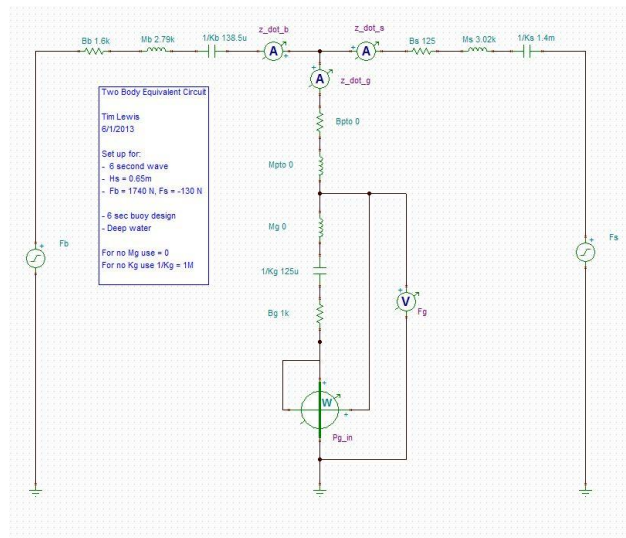 z_dot_b
z_dot_s
Bb 1.6k
Mb 2.79k
1/Kb 138.5u
Bs 125
Ms 3.02k
1/Ks 1.4m
A
+
A
+
+
A
z_dot_g
Two Body Equivalent Circuit
Tim Lewis
6/1/2013
Set up for:
- 6 second wave
- Hs = 0.65m
- Fb = 1740 N, Fs = -130 N
- 6 sec buoy design
- Deep water
For no Mg use = 0
For no Kg use 1/Kg = 1M
Bpto 0
Mpto 0
Mg 0
1/Kg 125u
Bg 1k
Fb
+
Fs
+
+
V
Fg
+
W
+
Pg_in